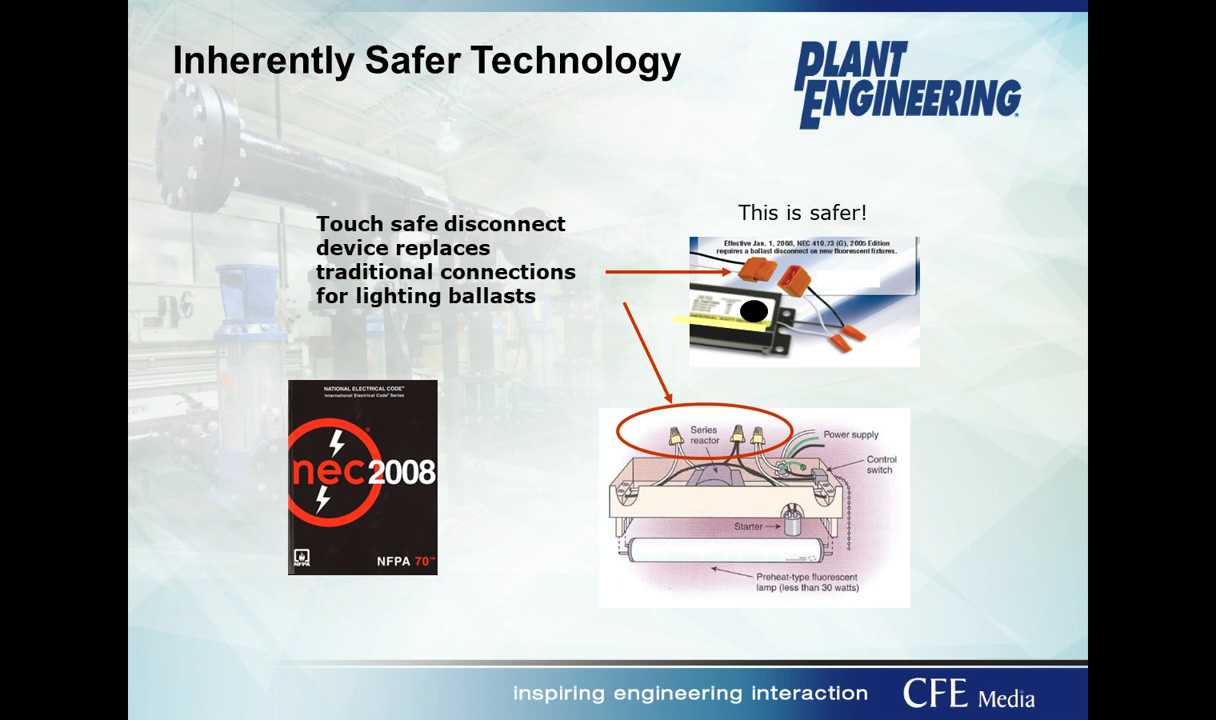 Inherently Safer Technology
PLANT
ENGINEERING®
Touch safe disconnect
device replaces
traditional connections
for lighting ballasts
This is safer!
Effective Jan. 1, 2008, NEC 410.73 (G), 2005 Edition
requires a ballast disconnect on new fluorescent fixtures.
NATIONAL ELECTRICAL CODE®
International Electrical Code® Series
nec2008
NFPA
NFPA 70™
Series
reactor
Power supply
Control
switch
Starter
Preheat-type fluorescent
lamp (less than 30 watts)
inspiring engineering interaction
CFE Media